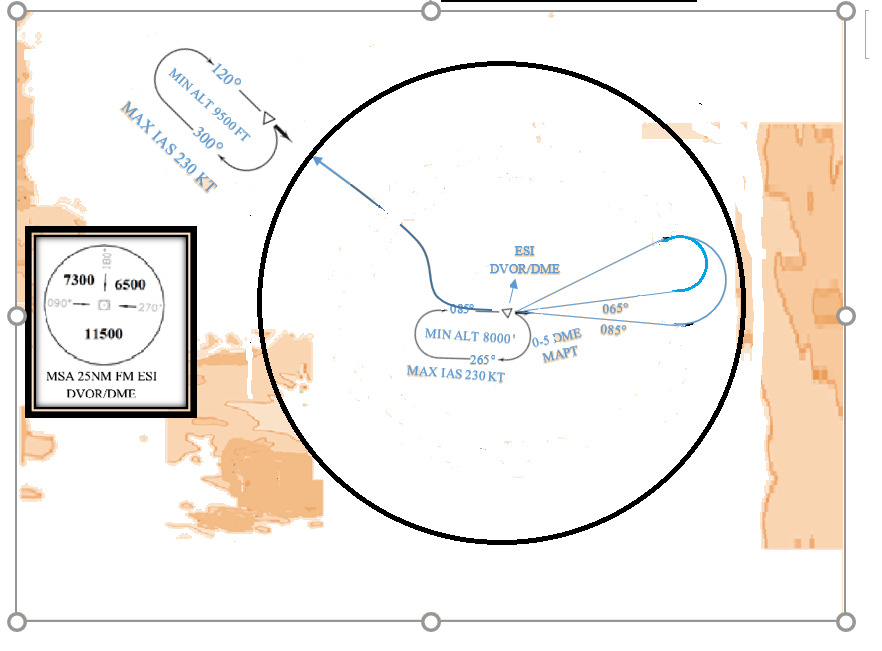 120°
MIN ALT 9500 FT
300°
MAX IAS 230 KT
180°
7300
6500
090°
270°
11500
MSA 25NM FM ESI
DVOR/DME
ESI
DVOR/DME
085°
MIN ALT 8000'
265°
MAX IAS 230 KT
0-5 DME
MAPT
065°
085°